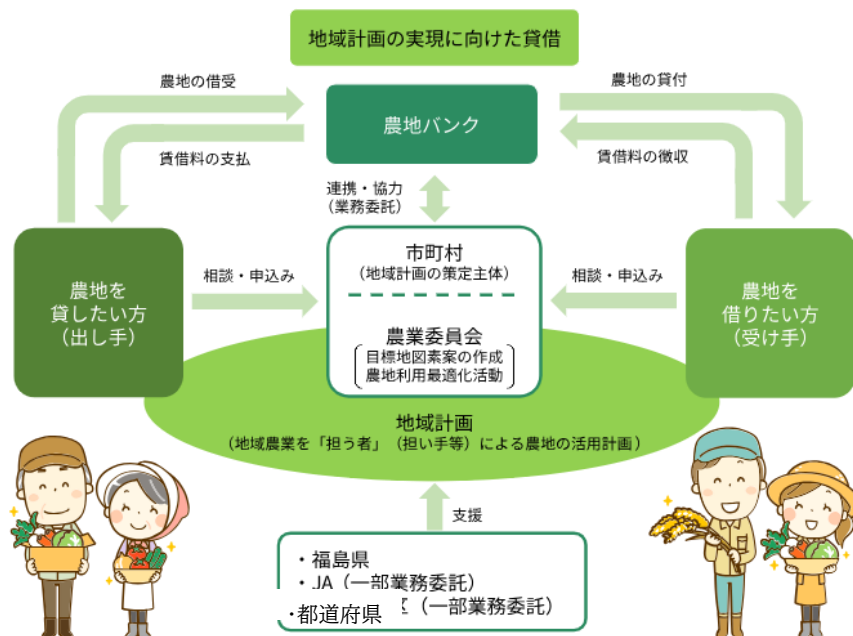 地域計画の実現に向けた貸借
農地の借受
農地の貸付
農地バンク
賃借料の支払
賃借料の徴収
連携・協力
（業務委託）
農地を
貸したい方
（出し手）
相談・申込み
市町村
（地域計画の策定主体）
農業委員会
目標地図素案の作成
農地利用最適化活動
相談・申込み
農地を
借りたい方
（受け手）
地域計画
（地域農業を「担う者」（担い手等）による農地の活用計画）
支援
・福島県
・JA（一部業務委託）
・都道府県 区（一部業務委託）